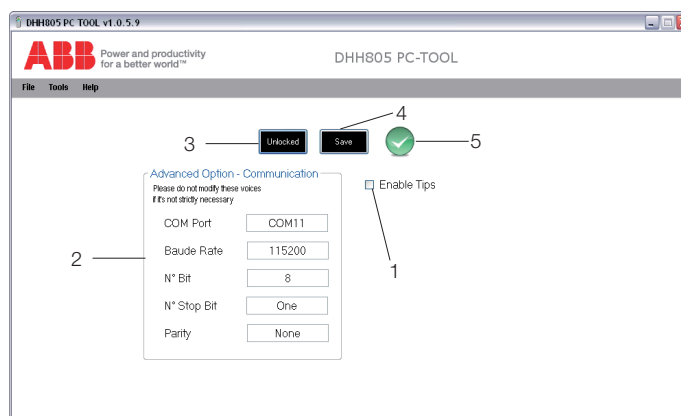 DHH805 PC TOOL v1.0.5.9
ABB Power and productivity
for a better world™
DHH805 PC-TOOL
File Tools Help
4
3 Unlocked Save 5
Advanced Option - Communication
Please do not modify these voices
if it's not stridly necessary
Enable Tips
COM Port COM11
Baude Rate 115200
2
1
N° Bit 8
N° Stop Bit One
Parity None